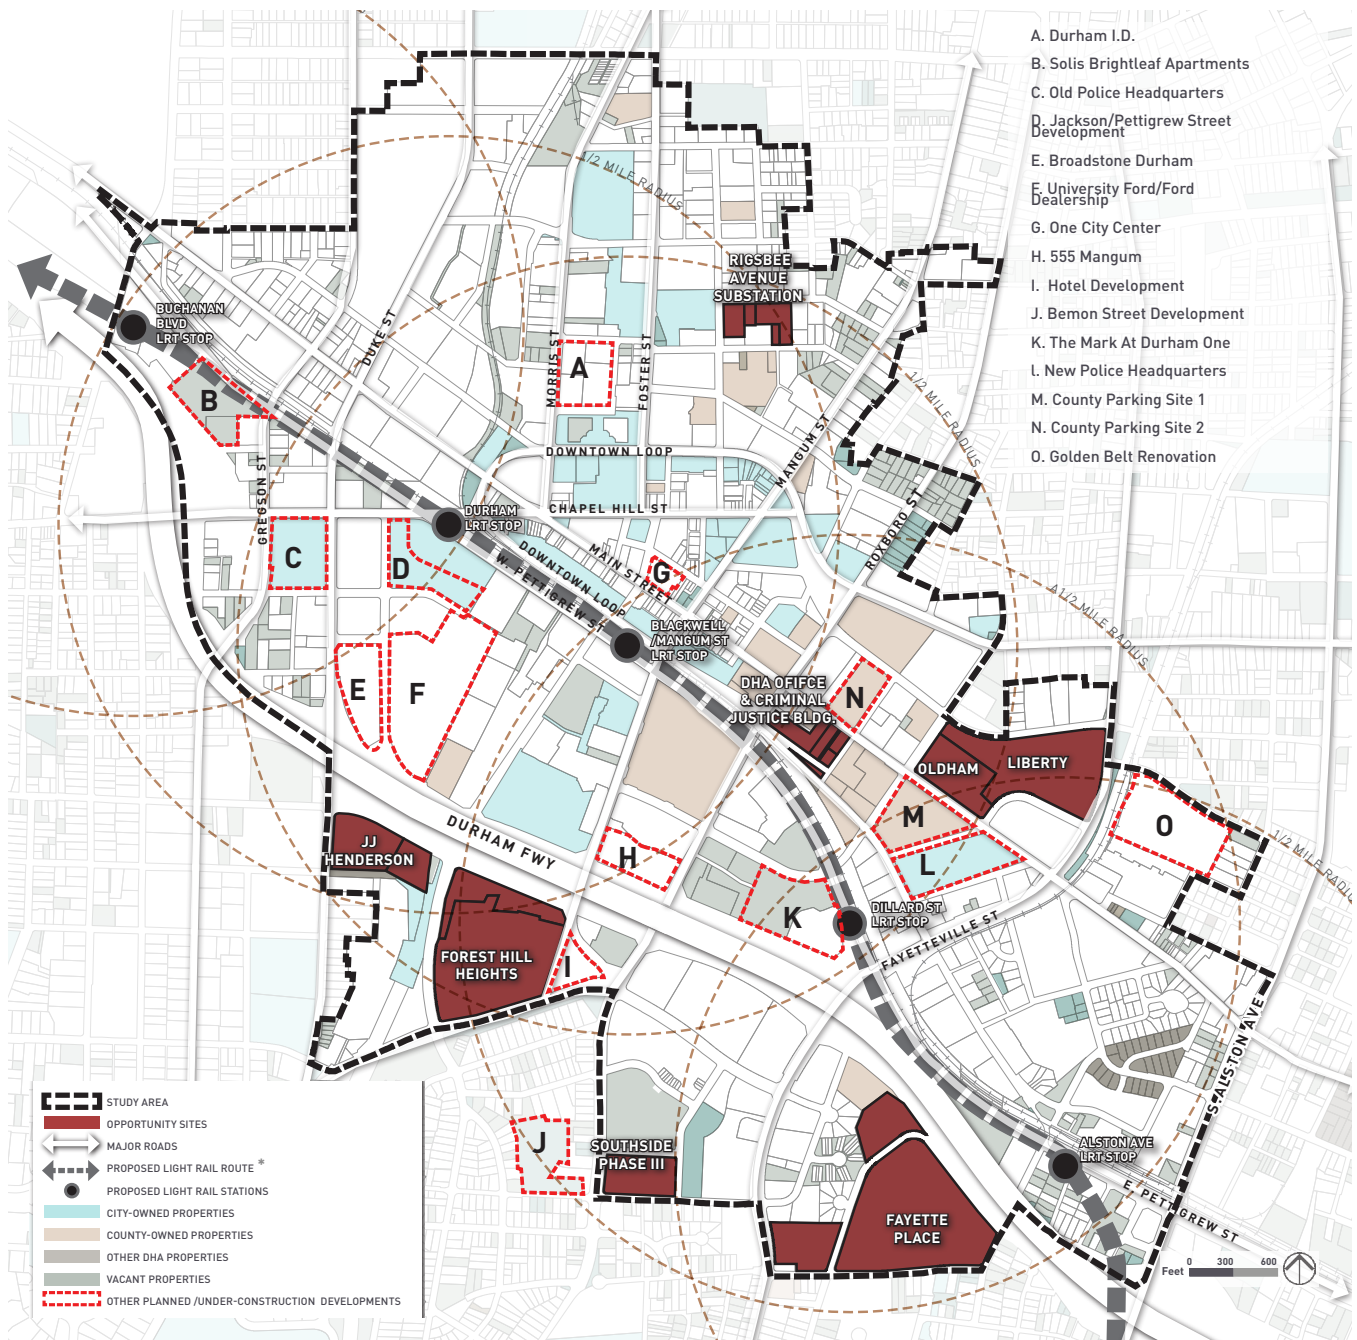 A. Durham I.D.
B. Solis Brightleaf Apartments
C. Old Police Headquarters
D. Jackson/Pettigrew Street
Development
E. Broadstone Durham
F. University Ford/Ford
Dealership
G. One City Center
H. 555 Mangum
I. Hotel Development
J. Bemon Street Development
K. The Mark At Durham One
l. New Police Headquarters
M. County Parking Site 1
N. County Parking Site 2
O. Golden Belt Renovation
1/2 MILE RADIUS
RIGSBEE
AVENUE
SUBSTATION
BUCHANAN
BLVD
LRT STOP
DUKE ST
MORRIS ST
FOSTER ST
A
B
1/2 MILE RADIUS
MANGUM ST
DOWNTOWN LOOP
GREGSON ST
DURHAM
LRT STOP
CHAPEL HILL ST
ROXBORO ST
C
D
DOWNTOWN LOOP
W. PETTIGREW ST
MAIN STREET
G
A1/2 MILE RADIUS
BLACKWELL
/MANGUM ST
LRT STOP
E
F
DHA OFIFCE
& CRIMINAL
JUSTICE BLDG.
N
OLDHAM
LIBERTY
M
O
L
DURHAM FWY
JJ
HENDERSON
H
1/2 MILE RADIUS
K
DILLARD ST
LRT STOP
FAYETTEVILLE ST
FOREST HILL
HEIGHTS
I
S. ALSTON AVE
J
SOUTHSIDE
PHASE III
ALSTON AVE
LRT STOP
E. PETTIGREW ST
FAYETTE
PLACE
STUDY AREA
OPPORTUNITY SITES
MAJOR ROADS
PROPOSED LIGHT RAIL ROUTE *
PROPOSED LIGHT RAIL STATIONS
CITY-OWNED PROPERTIES
COUNTY-OWNED PROPERTIES
OTHER DHA PROPERTIES
VACANT PROPERTIES
OTHER PLANNED /UNDER-CONSTRUCTION DEVELOPMENTS
0 300 600
Feet